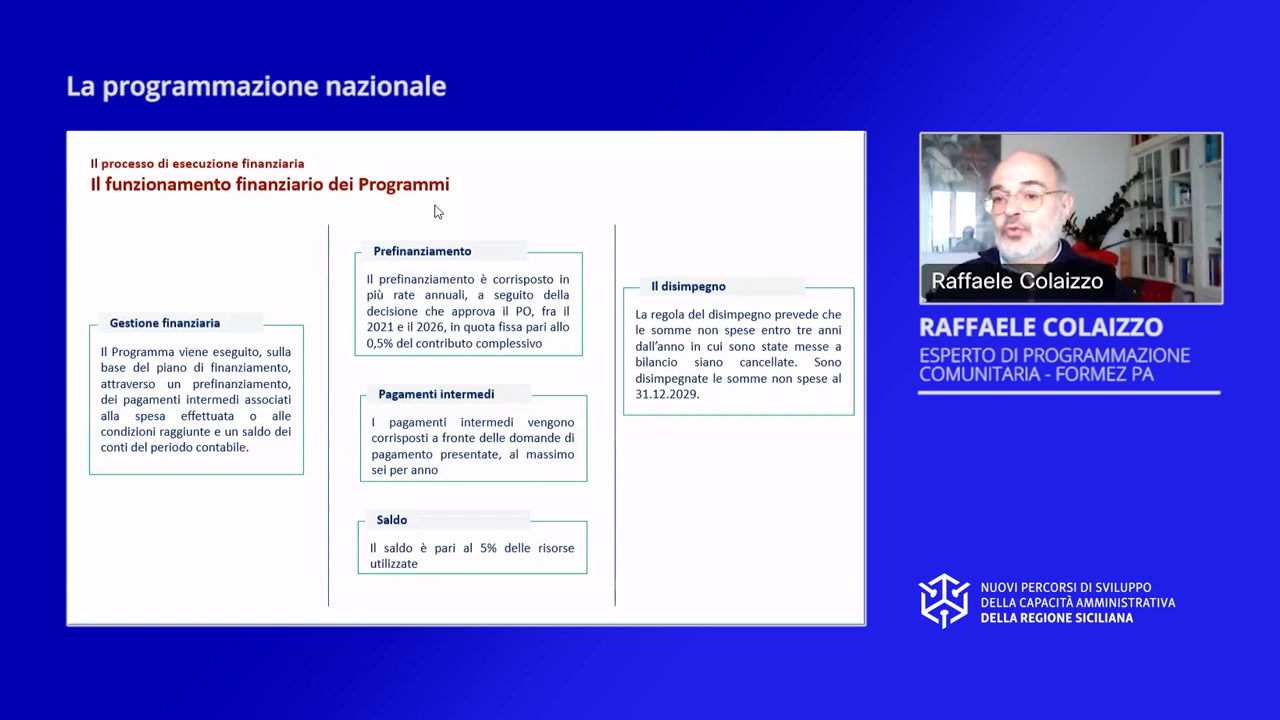 La programmazione nazionale
Il processo di esecuzione finanziaria
Il funzionamento finanziario dei Programmi
Gestione finanziaria
Il Programma viene eseguito, sulla
base del piano di finanziamento,
attraverso un prefinanziamento,
dei pagamenti intermedi associati
alla spesa effettuata o alle
condizioni raggiunte e un saldo dei
conti del periodo contabile.
Prefinanziamento
Il prefinanziamento è corrisposto in
più rate annuali, a seguito della
decisione che approva il PO, fra il
2021 e il 2026, in quota fissa pari allo
0,5% del contributo complessivo
Pagamenti intermedi
I pagamenti intermedi vengono
corrisposti a fronte delle domande di
pagamento presentate, al massimo
sei per anno
Saldo
Il saldo è pari al 5% delle risorse
utilizzate
Il disimpegno
La regola del disimpegno prevede che
le somme non spese entro tre anni
dall'anno in cui sono state messe a
bilancio siano cancellate. Sono
disimpegnate le somme non spese al
31.12.2029.
Raffaele Colaizzo
RAFFAELE COLAIZZO
ESPERTO DI PROGRAMMAZIONE
COMUNITARIA - FORMEZ PA
NUOVI PERCORSI DI SVILUPPO
DELLA CAPACITÀ AMMINISTRATIVA
DELLA REGIONE SICILIANA